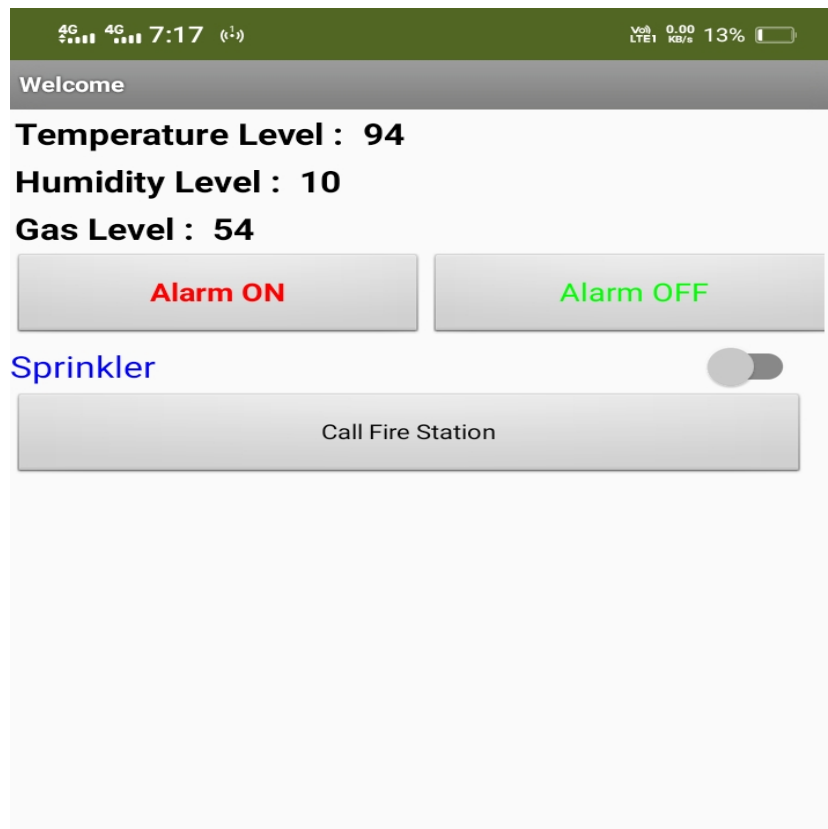 4G 4G 7:17 Vo) LTE1 0.00 KB/s 13%
Welcome
Temperature Level : 94
Humidity Level : 10
Gas Level : 54
Alarm ON Alarm OFF
Sprinkler
Call Fire Station